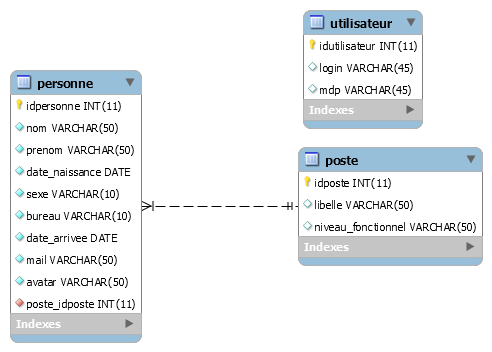 personne
idpersonne INT(11)
nom VARCHAR(50)
prenom VARCHAR(50)
date_naissance DATE
sexe VARCHAR(10)
bureau VARCHAR(10)
date_arrivee DATE
mail VARCHAR(50)
avatar VARCHAR(50)
poste_idposte INT(11)
Indexes
utilisateur
idutilisateur INT(11)
login VARCHAR(45)
mdp VARCHAR(45)
Indexes
poste
idposte INT(11)
libelle VARCHAR(50)
niveau_fonctionnel VARCHAR(50)
Indexes